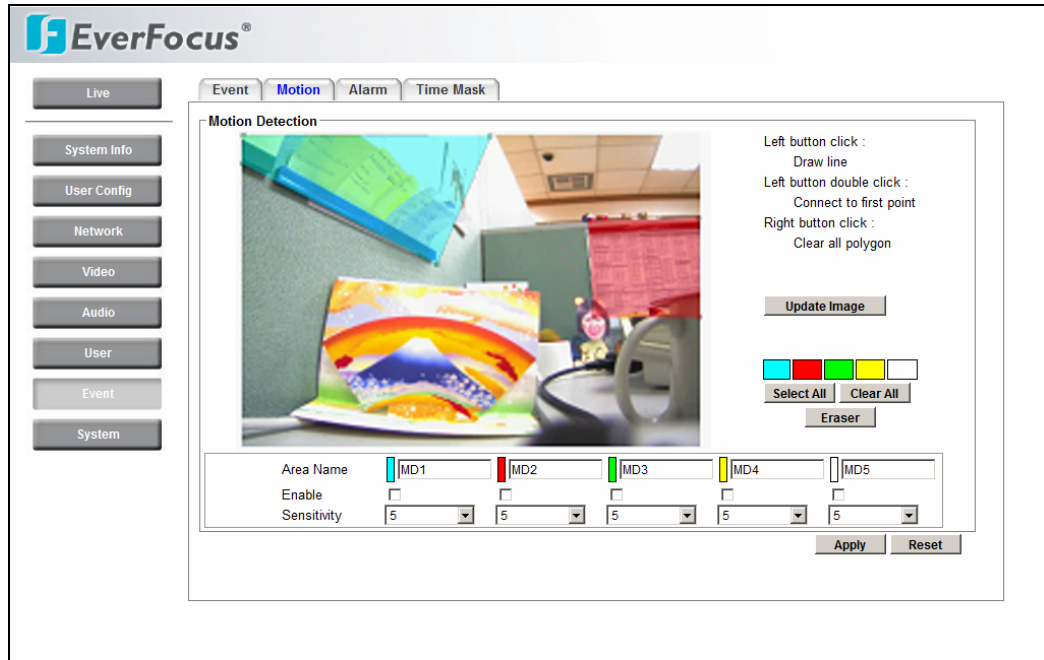 EverFocus®
Live
System Info
User Config
Network
Video
Audio
User
Event
System
Event Motion Alarm Time Mask
Motion Detection
Left button click :
Draw line
Left button double click :
Connect to first point
Right button click :
Clear all polygon
Update Image
Select All Clear All
Eraser
Area Name MD1 MD2 MD3 MD4 MD5
Enable
Sensitivity 5 5 5 5 5
Apply Reset